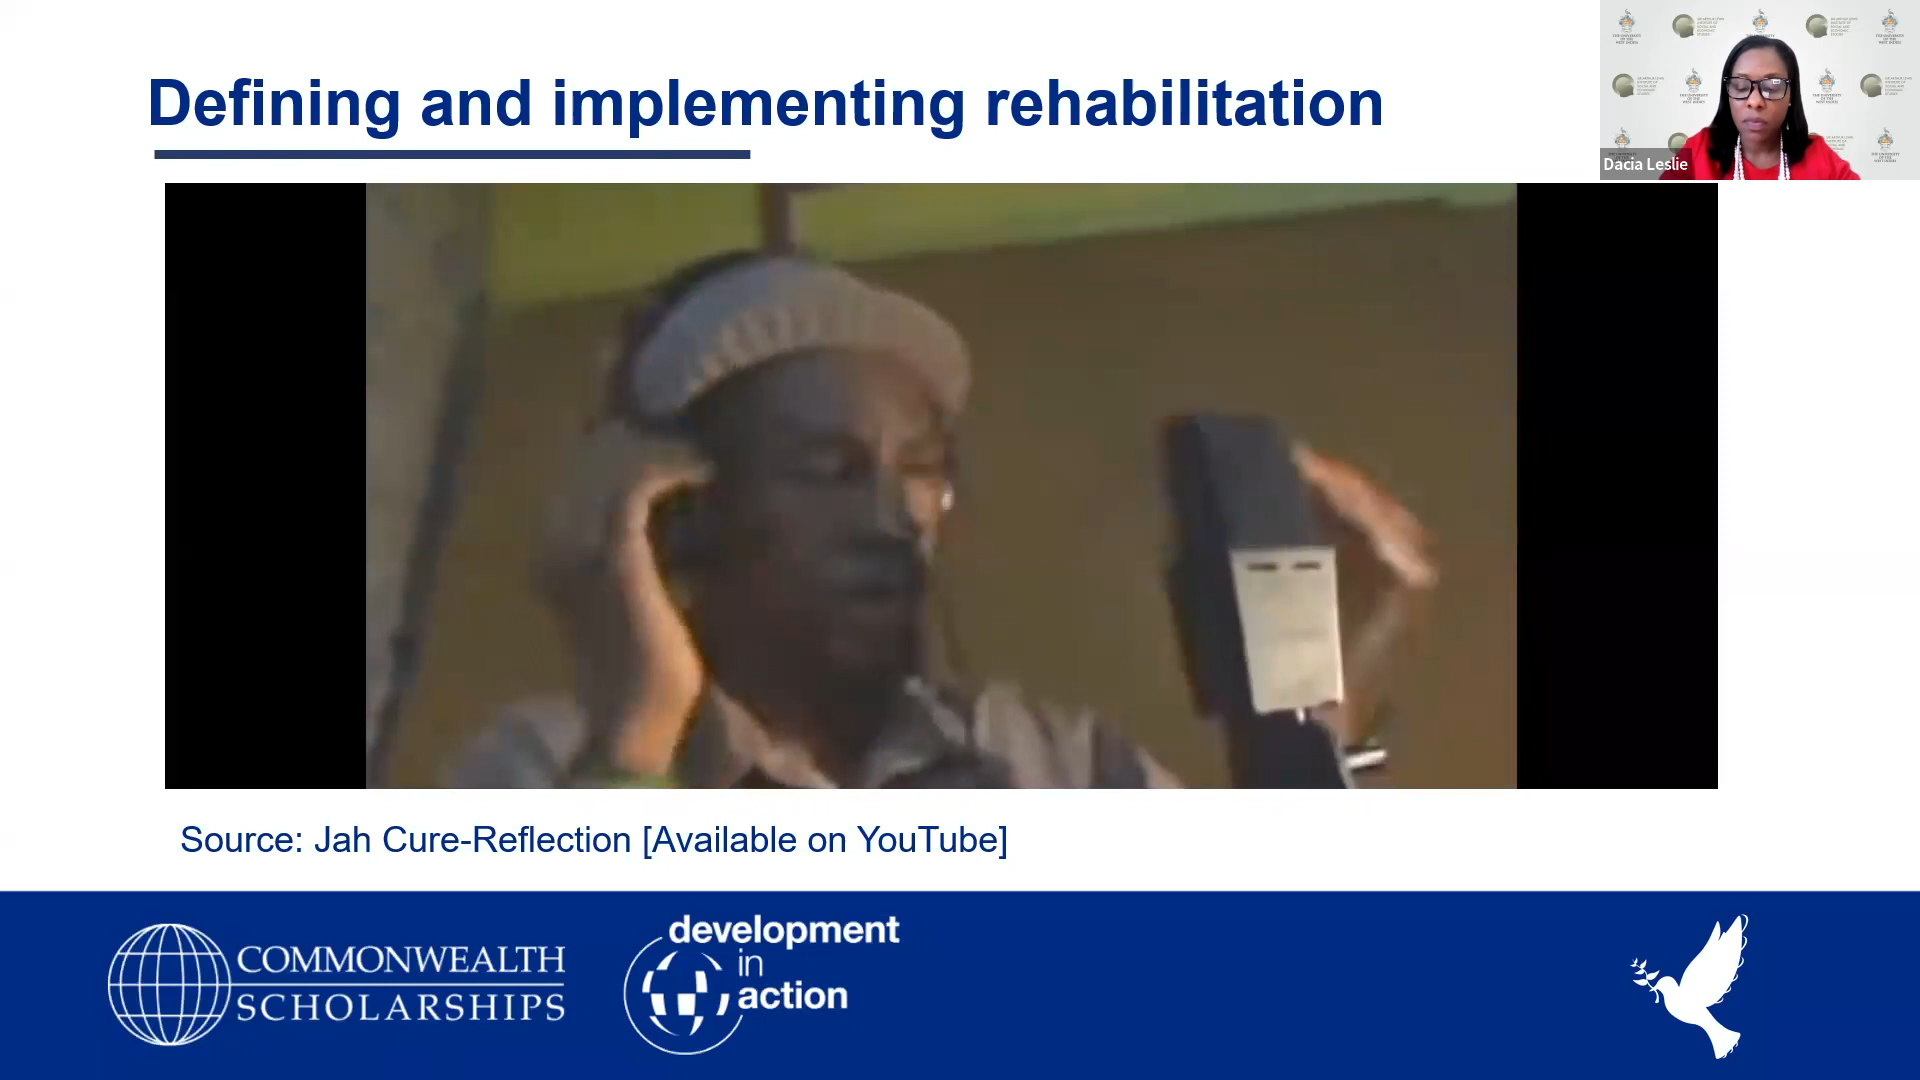 Defining and implementing rehabilitation
Dacia Leslie
Source: Jah Cure-Reflection [Available on YouTube]
COMMONWEALTH
SCHOLARSHIPS
development
in
action